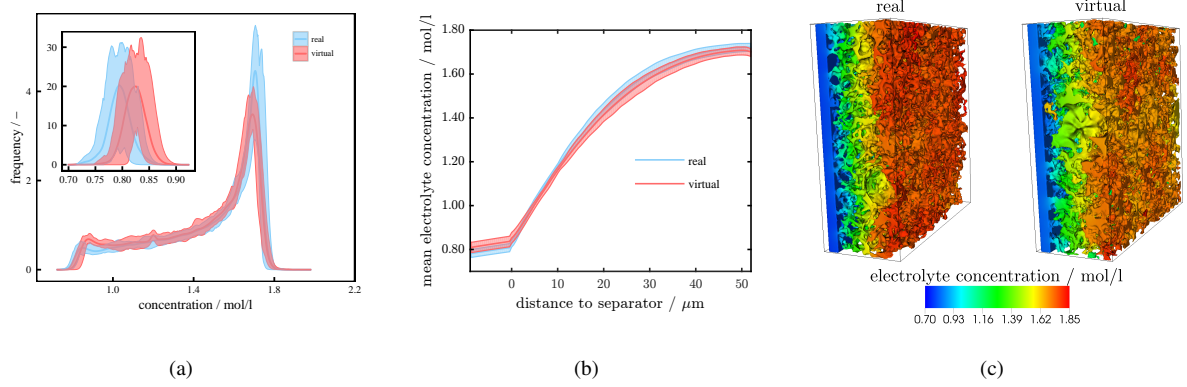 frequency / –
4
2
0
1.0 1.4 1.8 2.2
concentration / mol/l
30
20
10
0
0.70 0.75 0.80 0.85 0.90
real
virtual
(a)
mean electrolyte concentration / mol/l
1.80
1.60
1.40
1.20
1.00
0.80
0 10 20 30 40 50
distance to separator / μm
real
virtual
(b)
real virtual
electrolyte concentration / mol/l
0.70 0.93 1.16 1.39 1.62 1.85
(c)